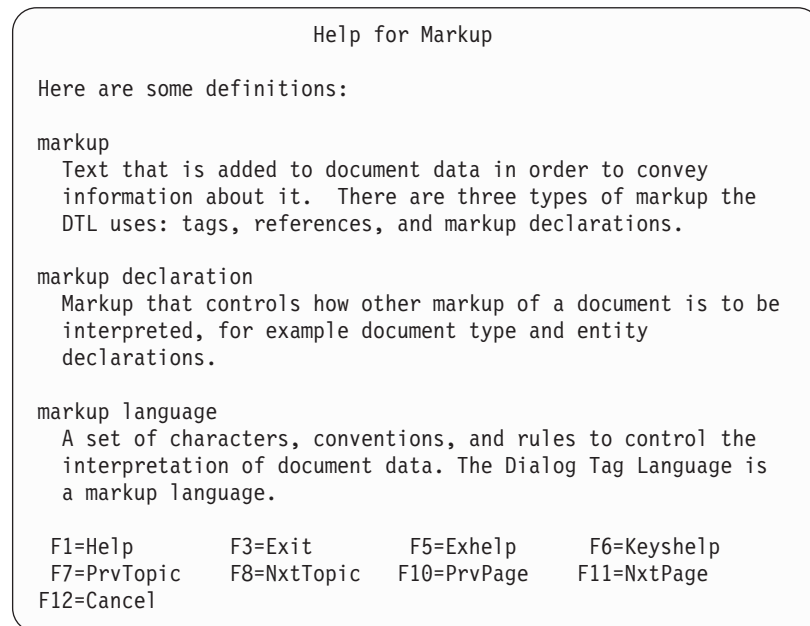 Help for Markup
Here are some definitions:
markup
Text that is added to document data in order to convey
information about it.  There are three types of markup the
DTL uses: tags, references, and markup declarations.
markup declaration
Markup that controls how other markup of a document is to be
interpreted, for example document type and entity
declarations.
markup language
A set of characters, conventions, and rules to control the
interpretation of document data. The Dialog Tag Language is
a markup language.
F1=Help F3=Exit F5=Exhelp F6=Keyshelp
F7=PrvTopic F8=NxtTopic F10=PrvPage F11=NxtPage
F12=Cancel